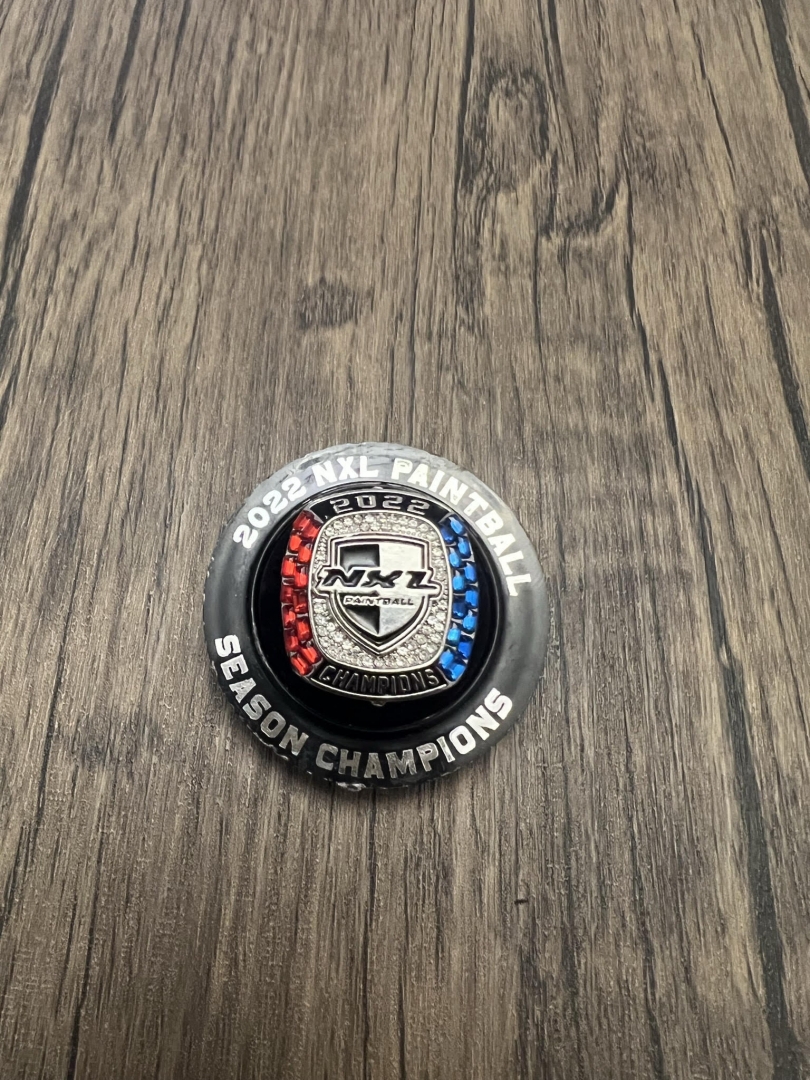 2022 NXL PAINTBALL
2022
NXL
PAINTBALL
CHAMPIONS
SEASON CHAMPIONS